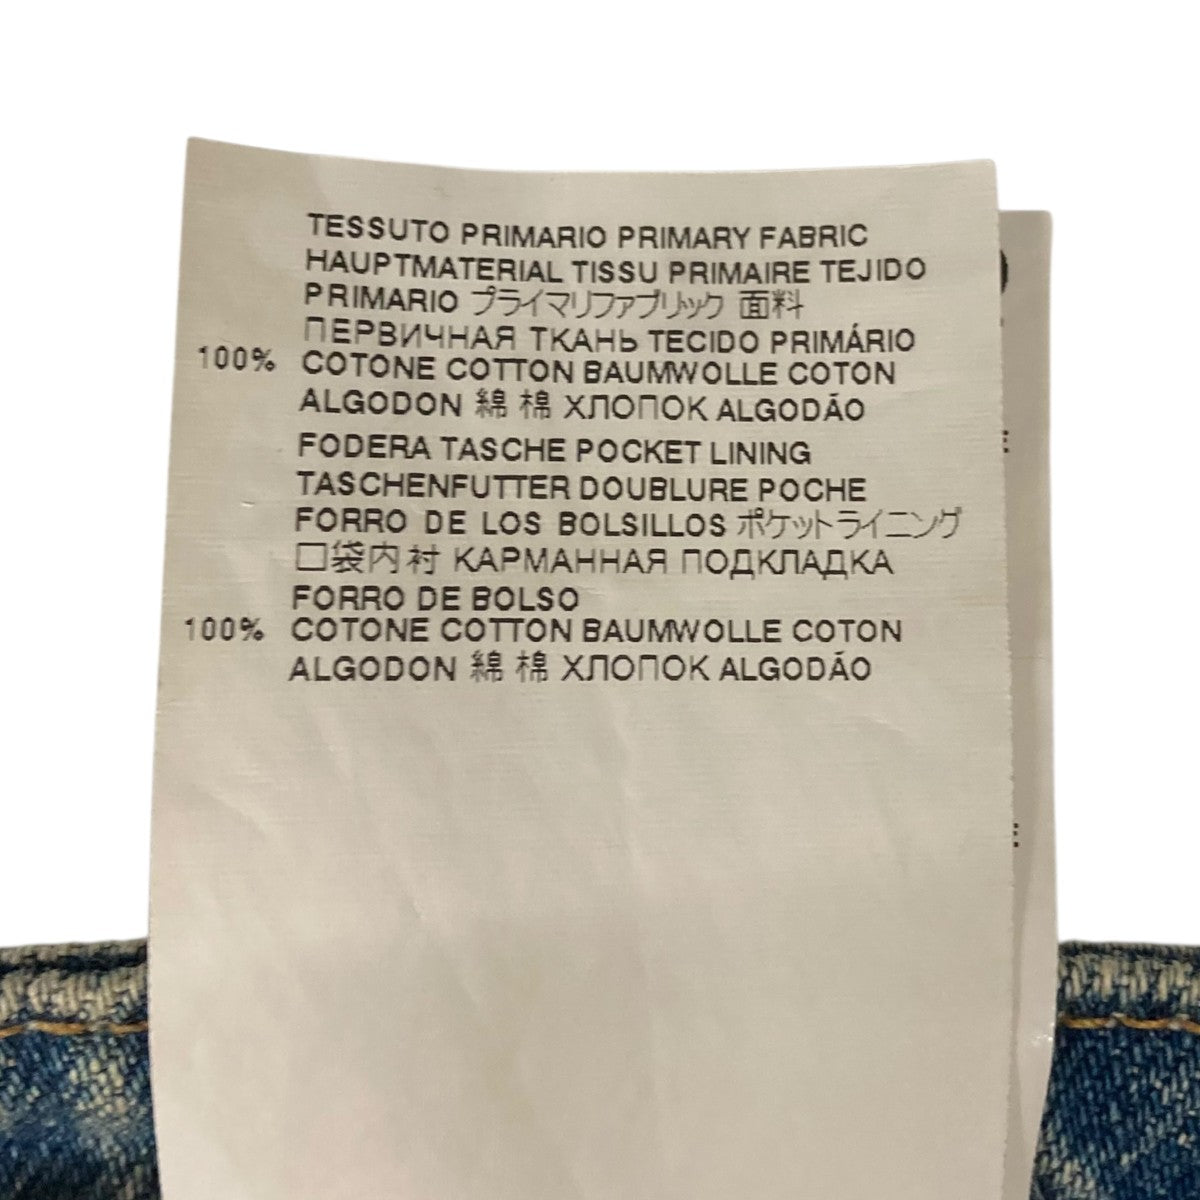 TESSUTO PRIMARIO PRIMARY FABRIC
HAUPTMATERIAL TISSU PRIMAIRE TEJIDO
PRIMARIO プライマリファブリック 面料
ПЕРВИЧНАЯ ТКАНЬ TECIDO PRIMÁRIO
100% COTONE COTTON BAUMWOLLE COTON
ALGODON 綿 棉 ХЛОПОК ALGODÃO
FODERA TASCHE POCKET LINING
TASCHENFUTTER DOUBLURE POCHE
FORRO DE LOS BOLSILLOS ポケットライニング
口袋内衬 КАРМАННАЯ ПОДКЛАДКА
FORRO DE BOLSO
100% COTONE COTTON BAUMWOLLE COTON
ALGODON 綿 棉 ХЛОПОК ALGODÃO